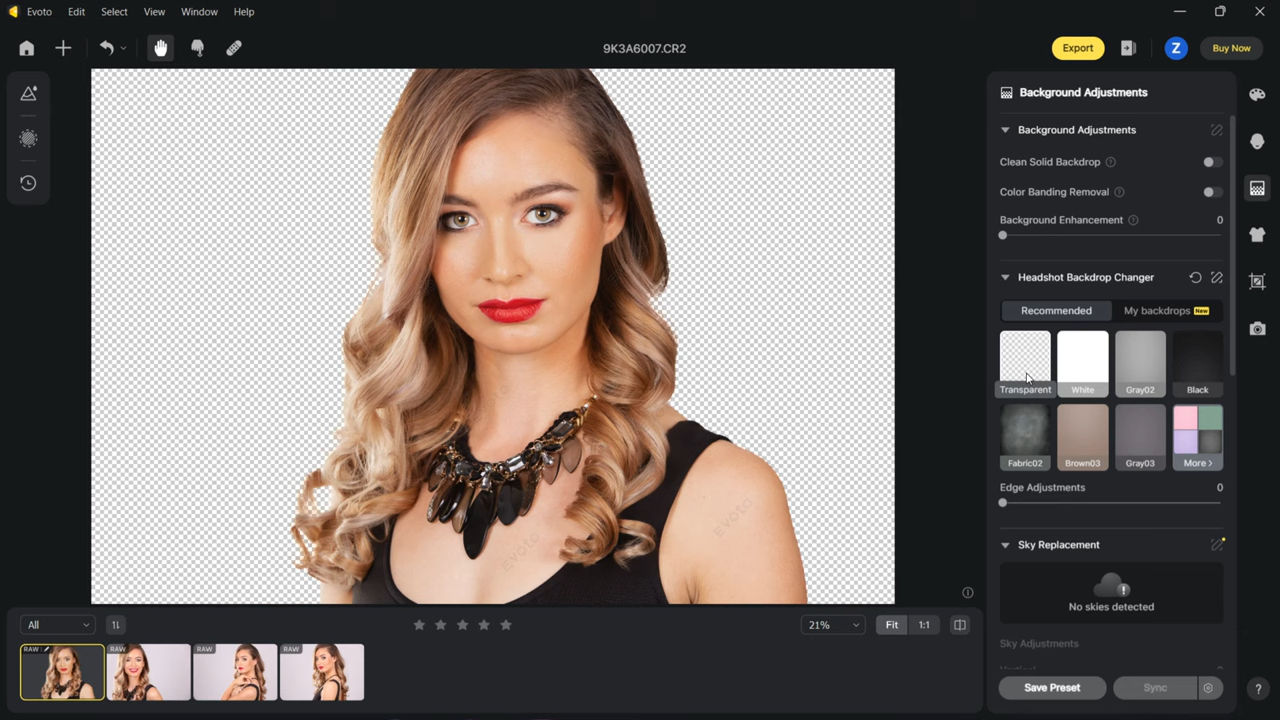 Evoto Edit Select View Window Help
9K3A6007.CR2
Export
Z
Buy Now
Background Adjustments
Background Adjustments
Clean Solid Backdrop ?
Color Banding Removal ?
Background Enhancement ? 0
Headshot Backdrop Changer
Recommended My backdrops New
Transparent White Gray02 Black
Fabric02 Brown03 Gray03 More >
Edge Adjustments 0
Sky Replacement
No skies detected
Sky Adjustments
EVOTO
EVOTO
All
21%
Fit 1:1
RAW RAW RAW RAW
Save Preset Sync
?